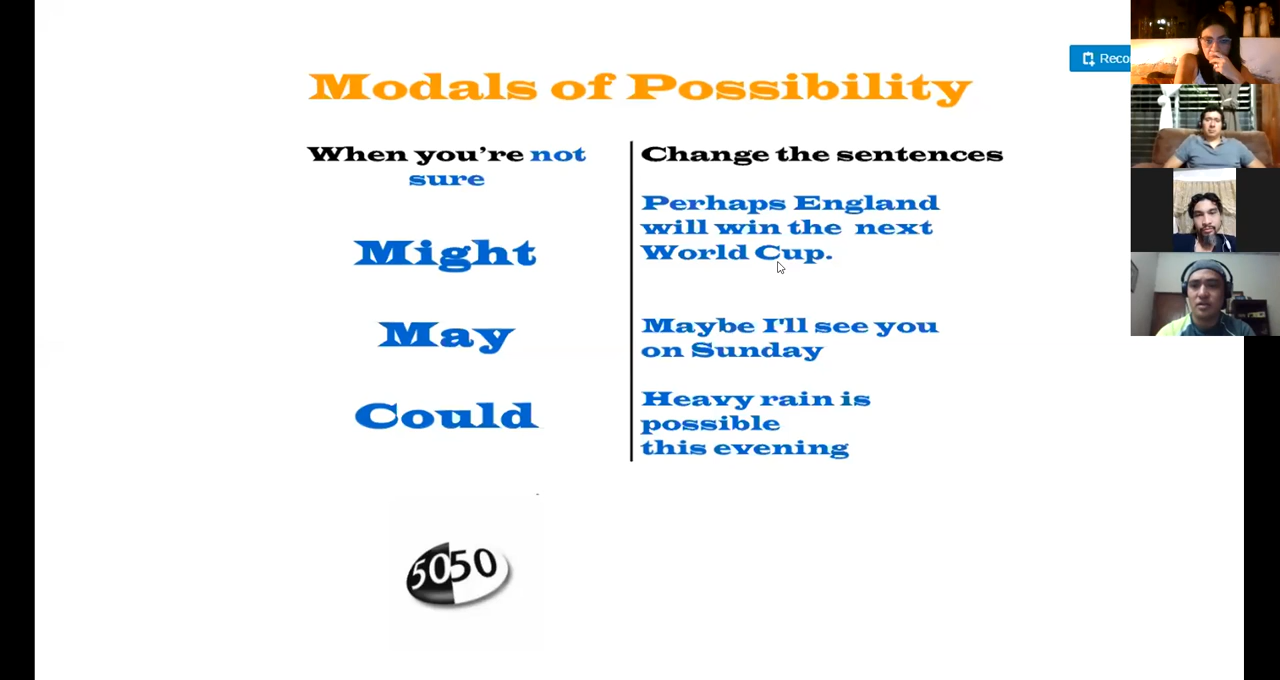 Modals of Possibility
When you're not
sure
Might
May
Could
5050
Change the sentences
Perhaps England
will win the next
World Cup.
Maybe I'll see you
on Sunday
Heavy rain is
possible
this evening
Reco